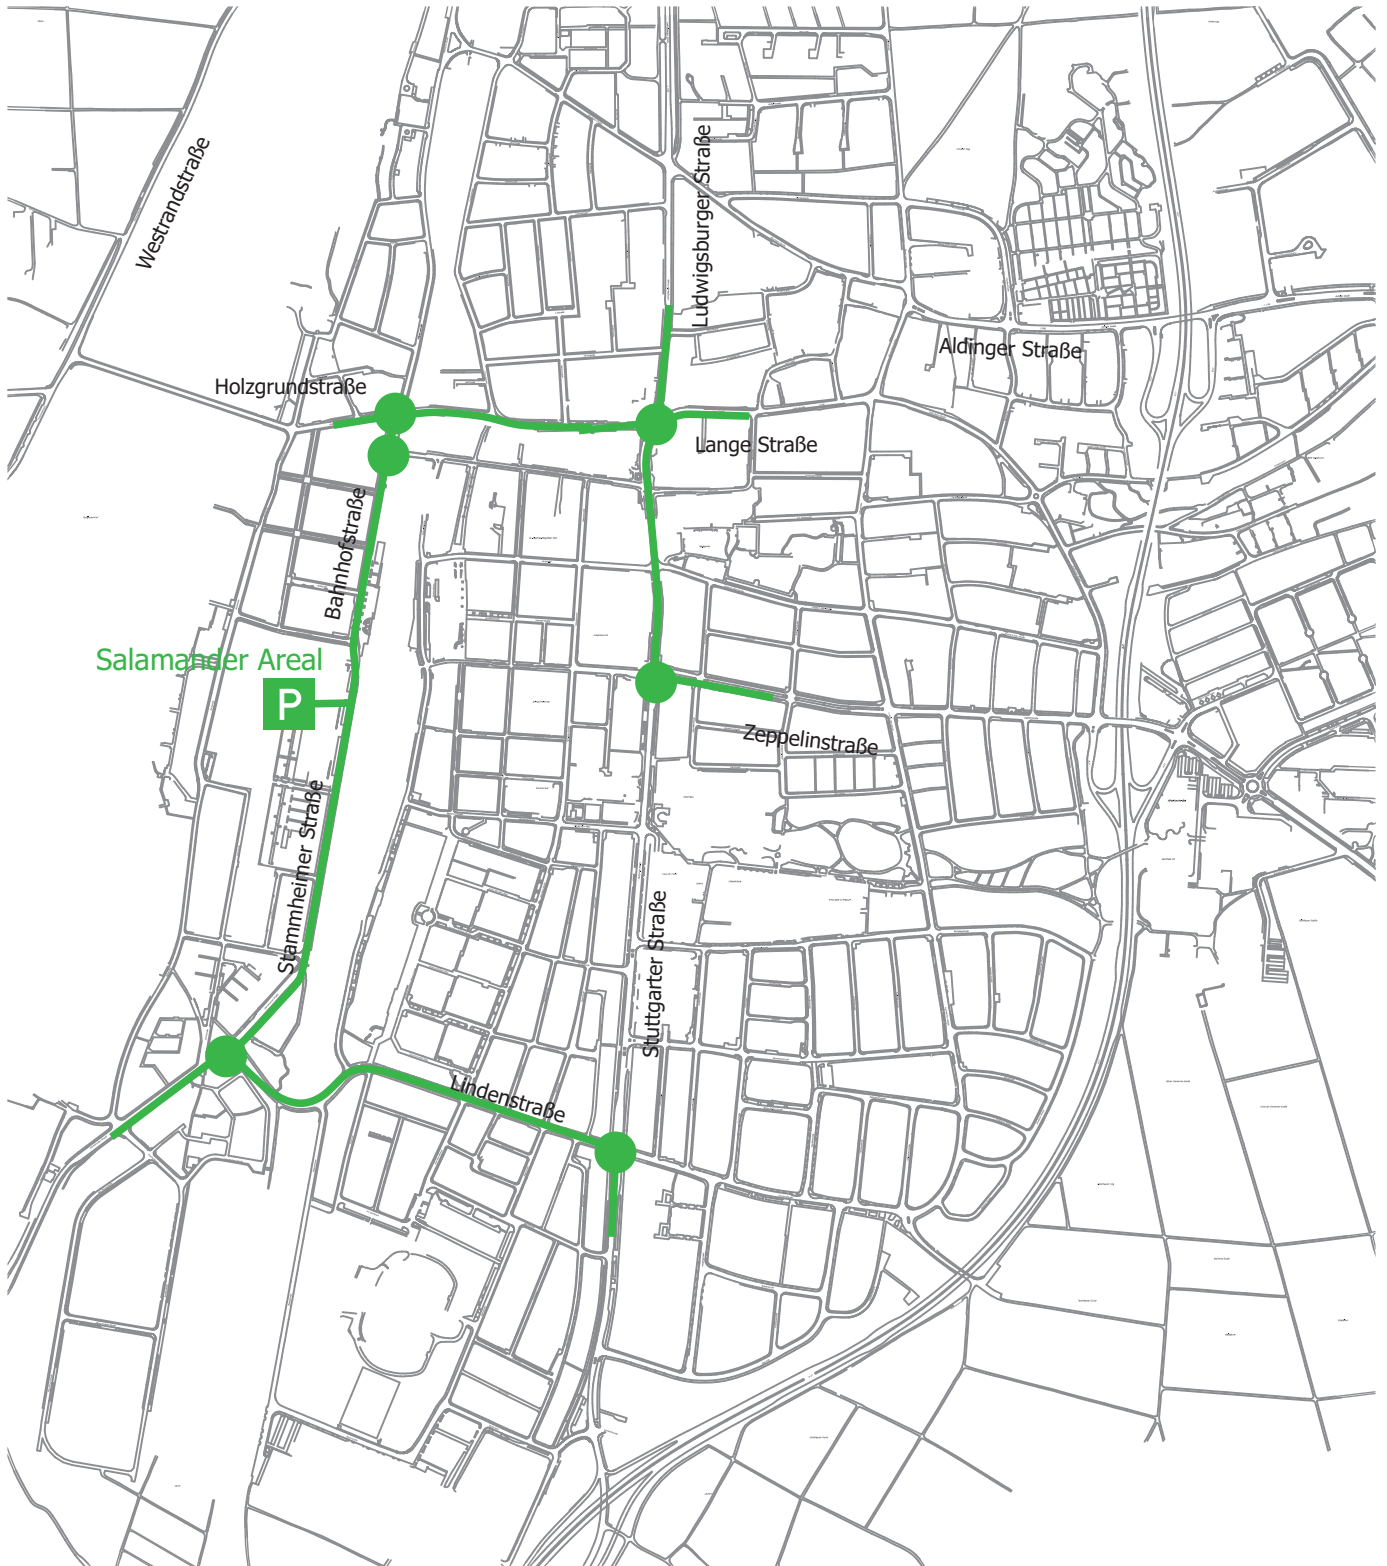 Westrandstraße
Ludwigsburger Straße
Aldinger Straße
Holzgrundstraße
Lange Straße
Bahnhofstraße
Salamander Areal
P
Zeppelinstraße
Stammheimer Straße
Stuttgarter Straße
Lindenstraße